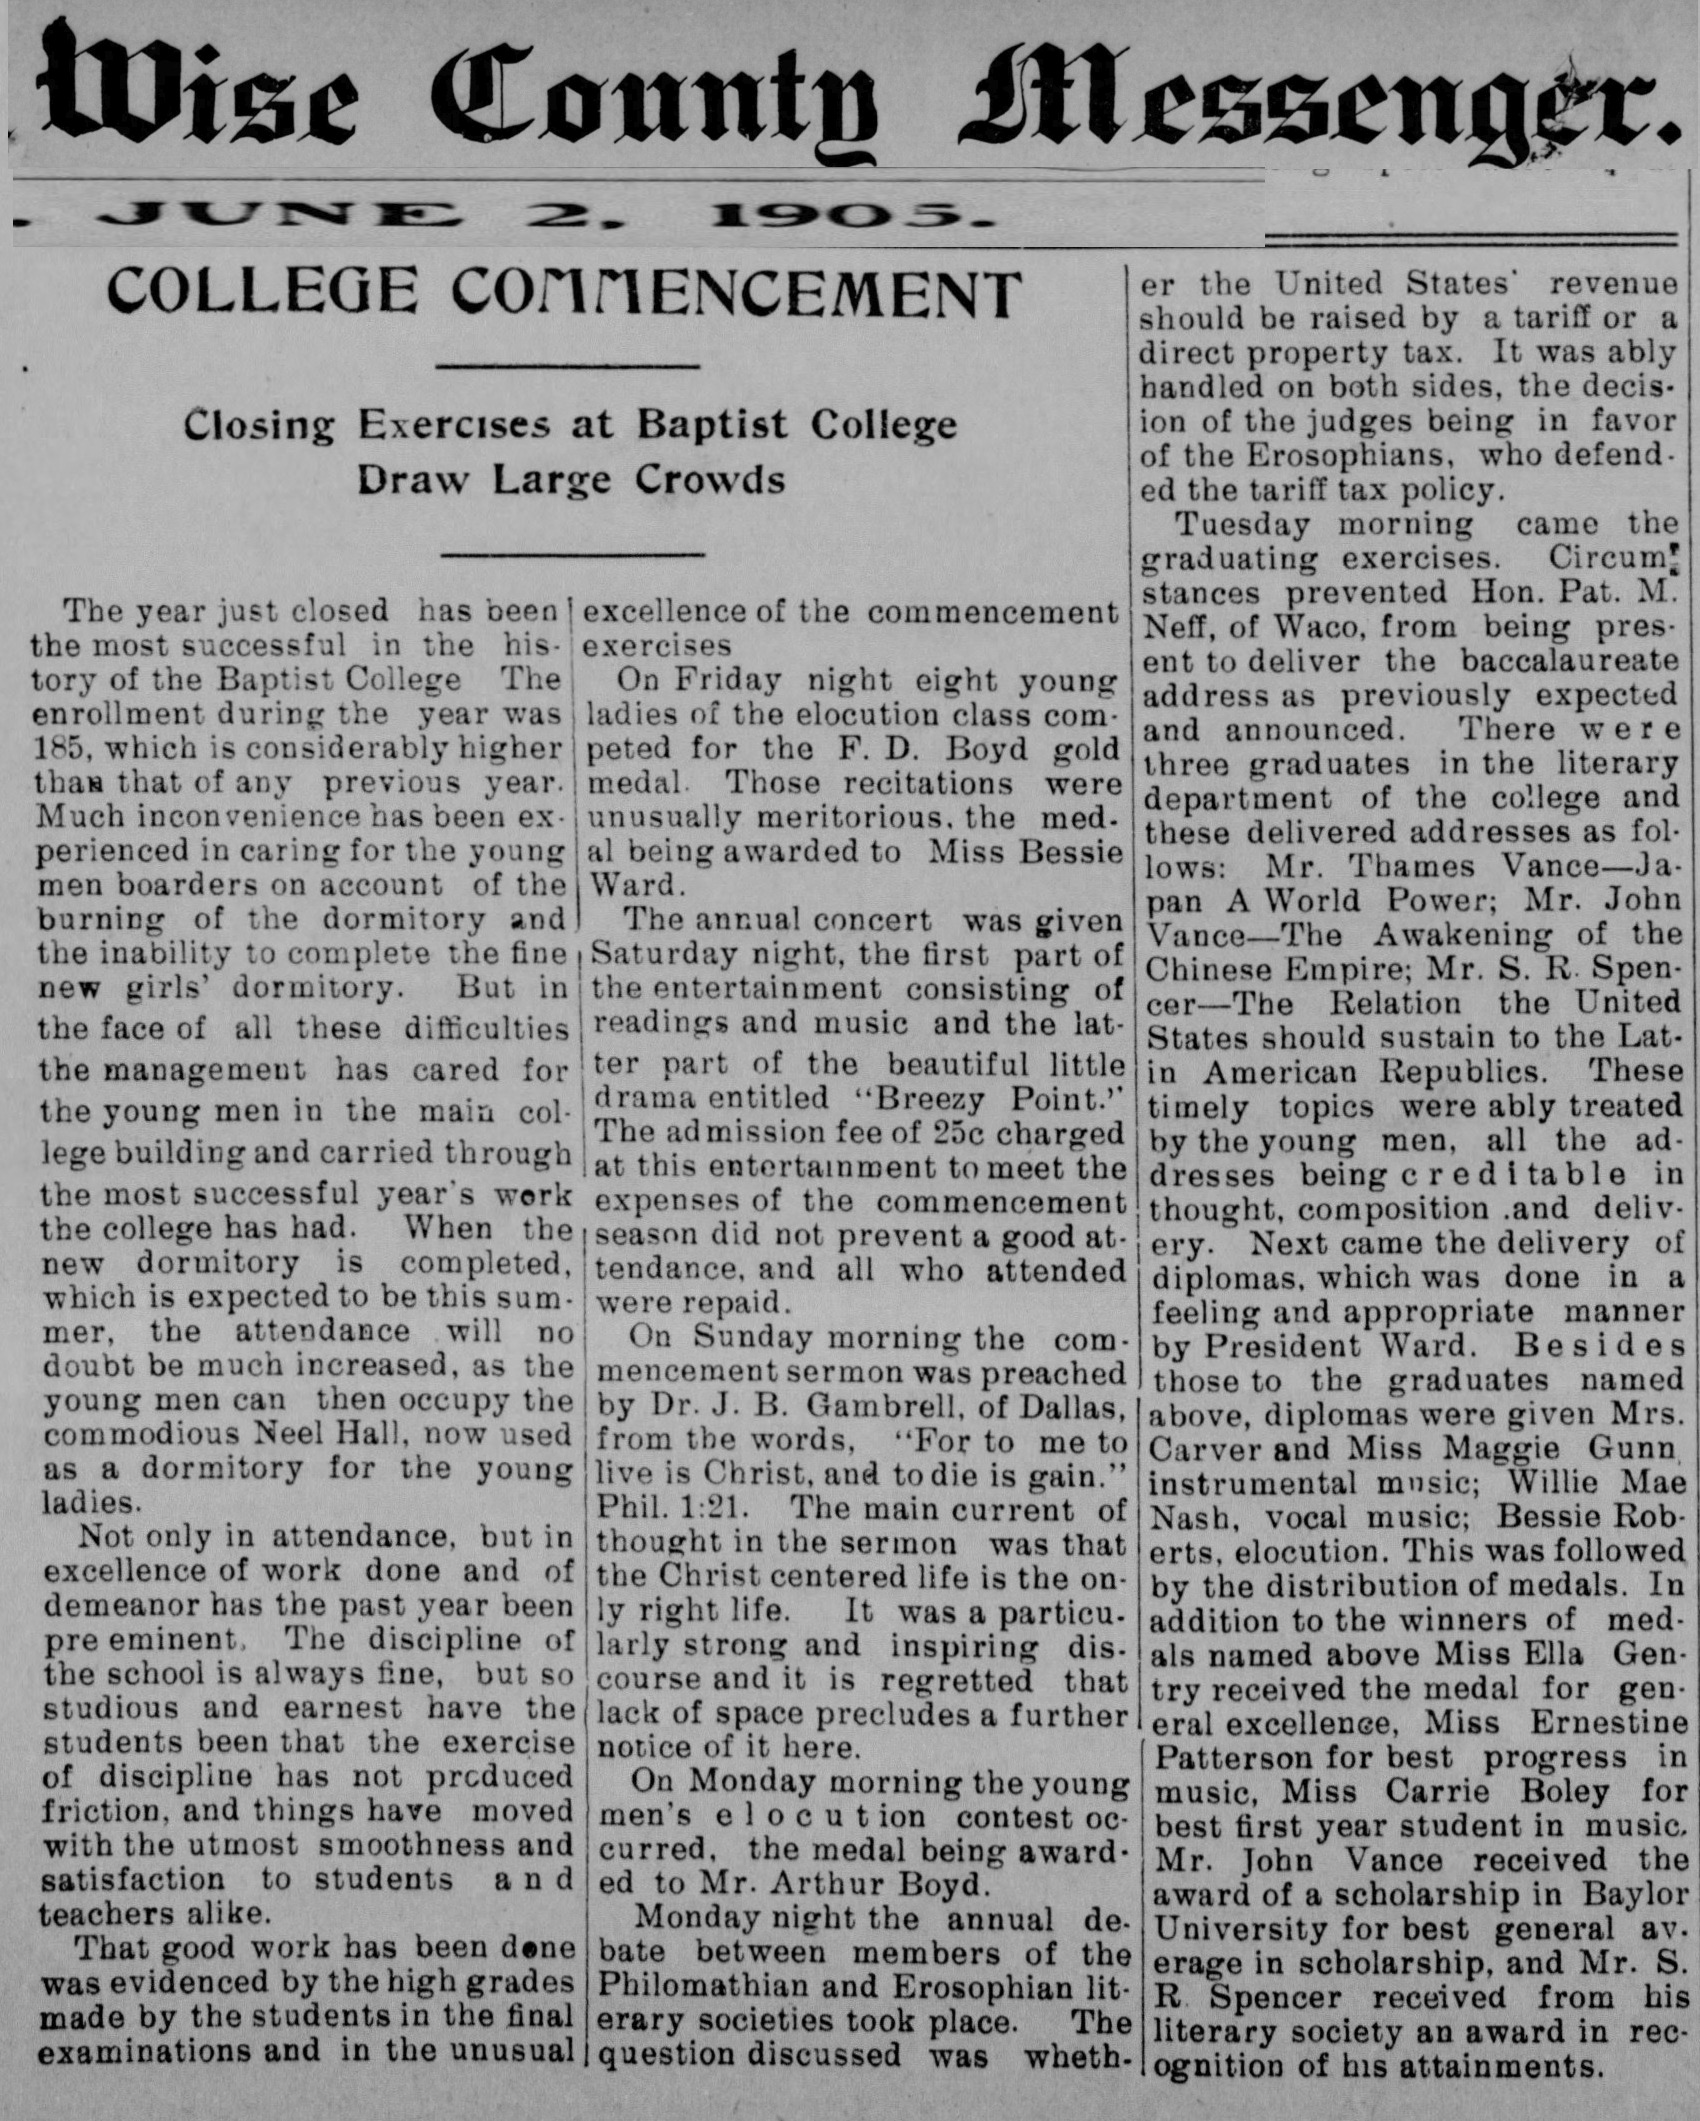 Wise County Messenger.
. JUNE 2, 1905.
COLLEGE COMMENCEMENT
Closing Exercises at Baptist College
Draw Large Crowds
The year just closed has been
the most successful in the his-
tory of the Baptist College The
enrollment during the year was
185, which is considerably higher
than that of any previous year.
Much inconvenience has been ex-
perienced in caring for the young
men boarders on account of the
burning of the dormitory and
the inability to complete the fine
new girls' dormitory. But in
the face of all these difficulties
the management has cared for
the young men in the main col-
lege building and carried through
the most successful year's work
the college has had. When the
new dormitory is completed,
which is expected to be this sum-
mer, the attendance will no
doubt be much increased, as the
young men can then occupy the
commodious Neel Hall, now used
as a dormitory for the young
ladies.
Not only in attendance, but in
excellence of work done and of
demeanor has the past year been
pre eminent. The discipline of
the school is always fine, but so
studious and earnest have the
students been that the exercise
of discipline has not produced
friction, and things have moved
with the utmost smoothness and
satisfaction to students and
teachers alike.
That good work has been done
was evidenced by the high grades
made by the students in the final
examinations and in the unusual
excellence of the commencement
exercises
On Friday night eight young
ladies of the elocution class com-
peted for the F. D. Boyd gold
medal. Those recitations were
unusually meritorious, the med-
al being awarded to Miss Bessie
Ward.
The annual concert was given
Saturday night, the first part of
the entertainment consisting of
readings and music and the lat-
ter part of the beautiful little
drama entitled "Breezy Point."
The admission fee of 25c charged
at this entertainment to meet the
expenses of the commencement
season did not prevent a good at-
tendance, and all who attended
were repaid.
On Sunday morning the com-
mencement sermon was preached
by Dr. J. B. Gambrell, of Dallas,
from the words, "For to me to
live is Christ, and to die is gain."
Phil. 1:21. The main current of
thought in the sermon was that
the Christ centered life is the on-
ly right life. It was a particu-
larly strong and inspiring dis-
course and it is regretted that
lack of space precludes a further
notice of it here.
On Monday morning the young
men's elocution contest oc-
curred, the medal being award-
ed to Mr. Arthur Boyd.
Monday night the annual de-
bate between members of the
Philomathian and Erosophian lit-
erary societies took place. The
question discussed was wheth-
er the United States' revenue
should be raised by a tariff or a
direct property tax. It was ably
handled on both sides, the decis-
ion of the judges being in favor
of the Erosophians, who defend-
ed the tariff tax policy.
Tuesday morning came the
graduating exercises. Circum-
stances prevented Hon. Pat. M.
Neff, of Waco, from being pres-
ent to deliver the baccalaureate
address as previously expected
and announced. There were
three graduates in the literary
department of the college and
these delivered addresses as fol-
lows: Mr. Thames Vance—Ja-
pan A World Power; Mr. John
Vance—The Awakening of the
Chinese Empire; Mr. S. R. Spen-
cer—The Relation the United
States should sustain to the Lat-
in American Republics. These
timely topics were ably treated
by the young men, all the ad-
dresses being creditable in
thought, composition .and deliv-
ery. Next came the delivery of
diplomas, which was done in a
feeling and appropriate manner
by President Ward. Besides
those to the graduates named
above, diplomas were given Mrs.
Carver and Miss Maggie Gunn,
instrumental music; Willie Mae
Nash, vocal music; Bessie Rob-
erts, elocution. This was followed
by the distribution of medals. In
addition to the winners of med-
als named above Miss Ella Gen-
try received the medal for gen-
eral excellence, Miss Ernestine
Patterson for best progress in
music, Miss Carrie Boley for
best first year student in music.
Mr. John Vance received the
award of a scholarship in Baylor
University for best general av-
erage in scholarship, and Mr. S.
R. Spencer received from his
literary society an award in rec-
ognition of his attainments.